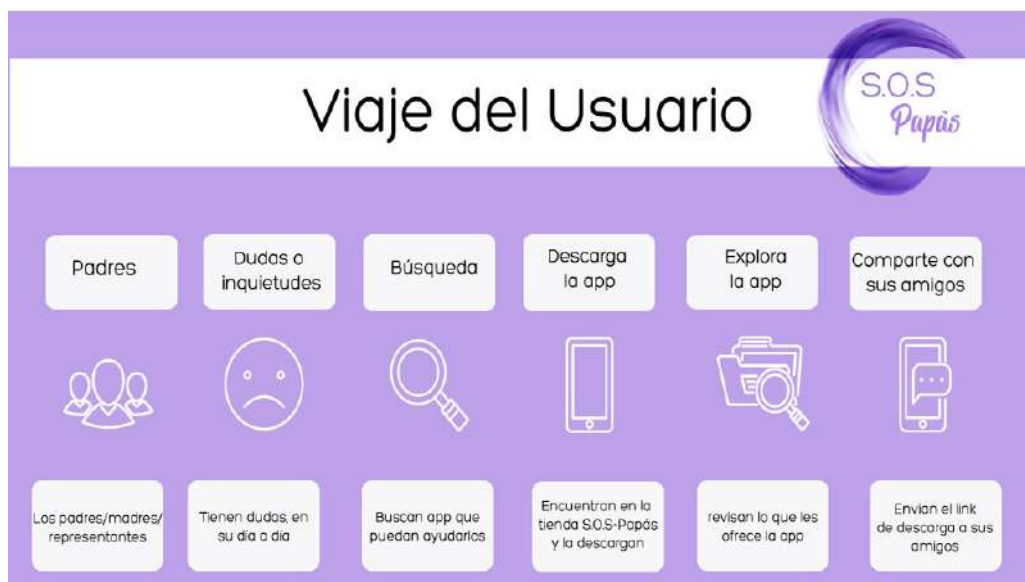 Viaje del Usuario
S.O.S
Papás
Padres
Dudas o
inquietudes
Búsqueda
Descarga
la app
Explora
la app
Comparte con
sus amigos
Los padres/madres/
representantes
Tienen dudas, en
su día a día
Buscan app que
puedan ayudarlos
Encuentran en la
tienda S.O.S-Papás
y la descargan
revisan lo que les
ofrece la app
Envian el link
de descarga a sus
amigos